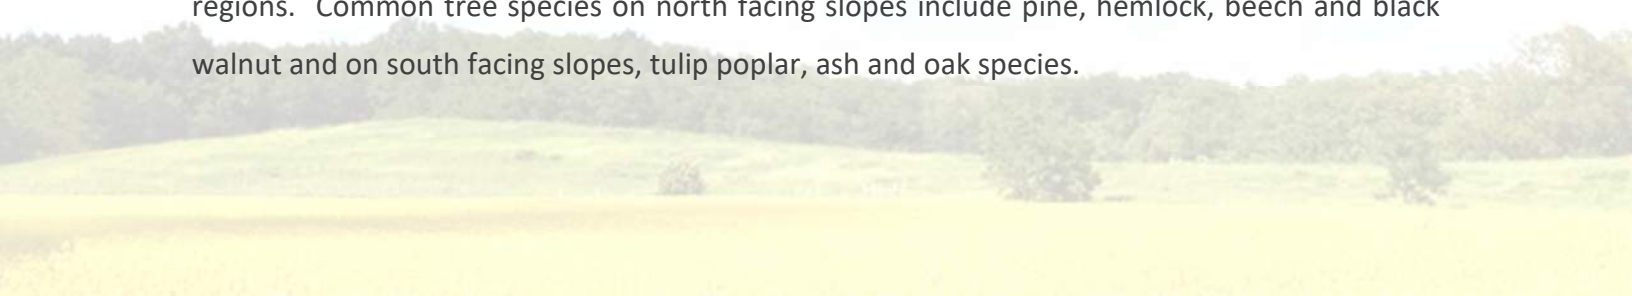 regions. Common tree species on north facing slopes include pine, hemlock, beech and black
walnut and on south facing slopes, tulip poplar, ash and oak species.